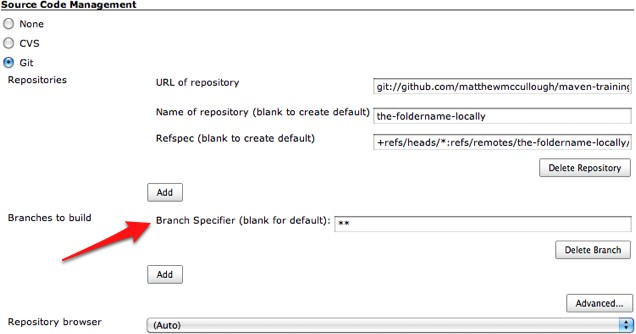 Source Code Management
None
CVS
Git
Repositories
URL of repository
git://github.com/matthewmccullough/maven-training
Name of repository (blank to create default)
the-foldername-locally
Refspec (blank to create default)
+refs/heads/*:refs/remotes/the-foldername-locally/
Delete Repository
Add
Branches to build
Branch Specifier (blank for default):
**
Delete Branch
Add
Advanced...
Repository browser
(Auto)